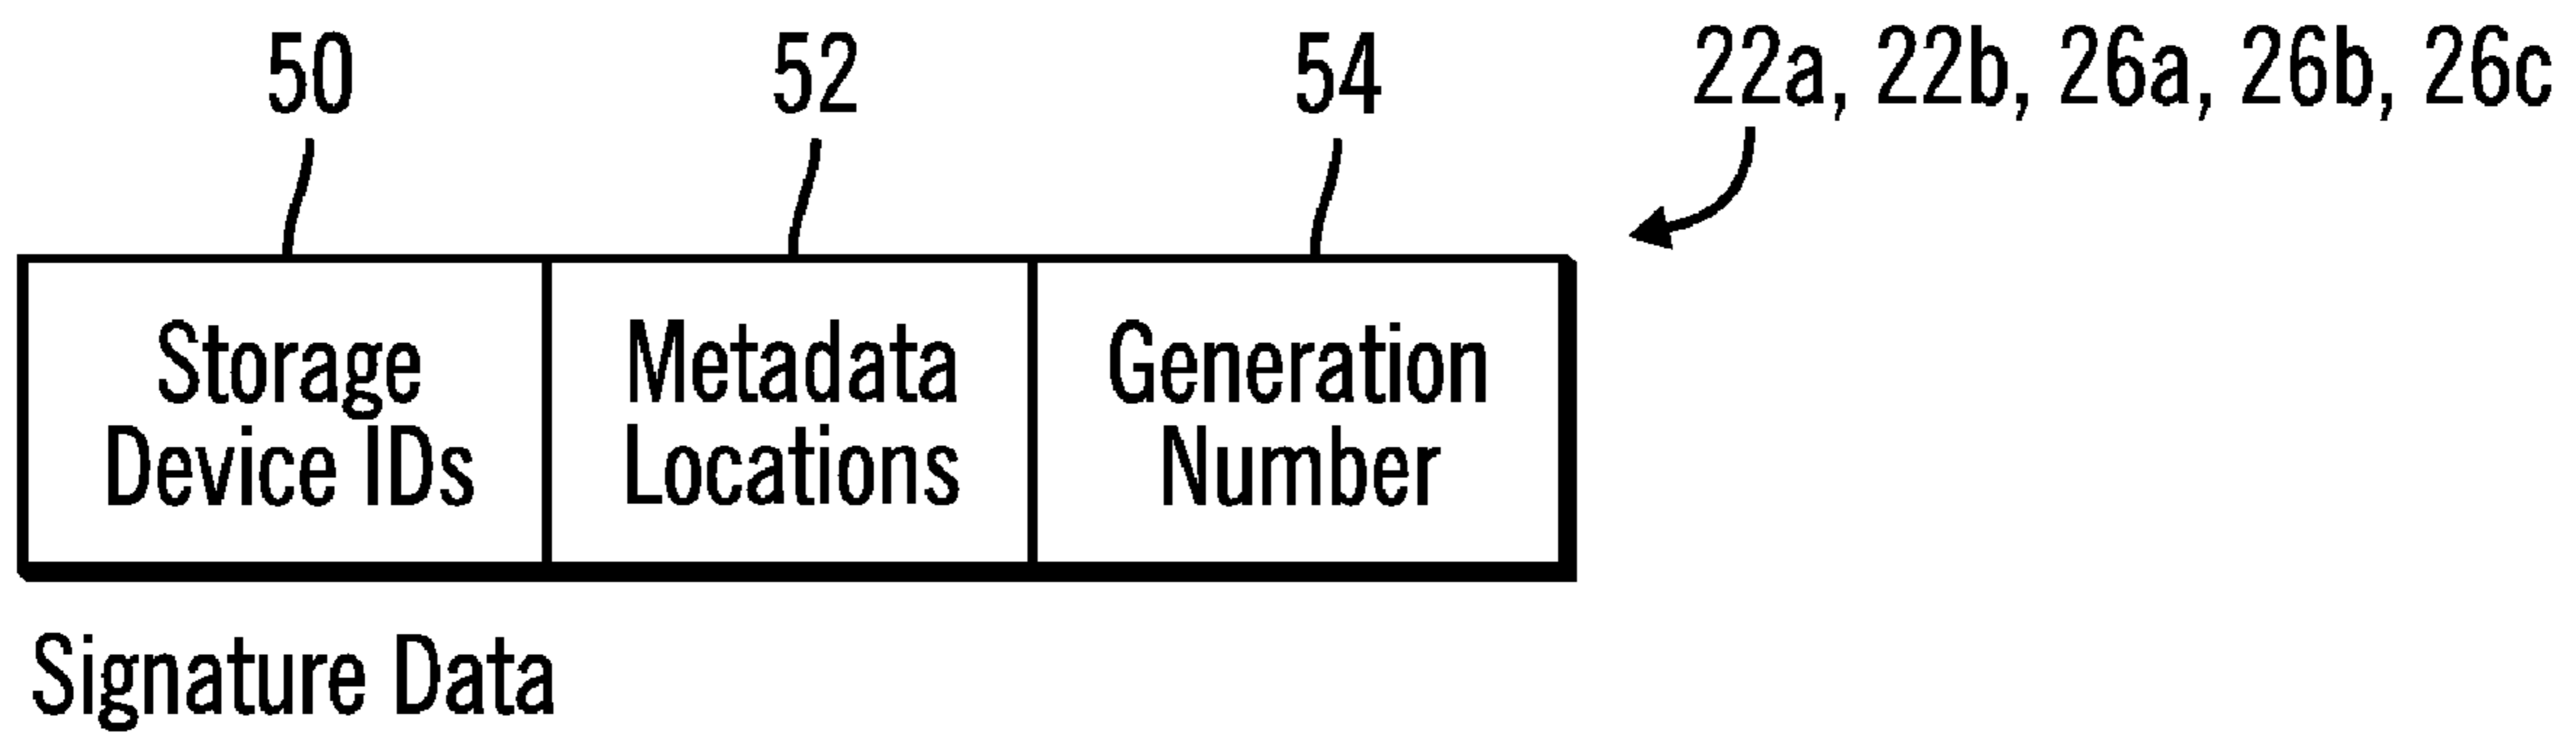 50 52 54 22a, 22b, 26a, 26b, 26c
Storage Metadata Generation
Device IDs Locations Number
Signature Data